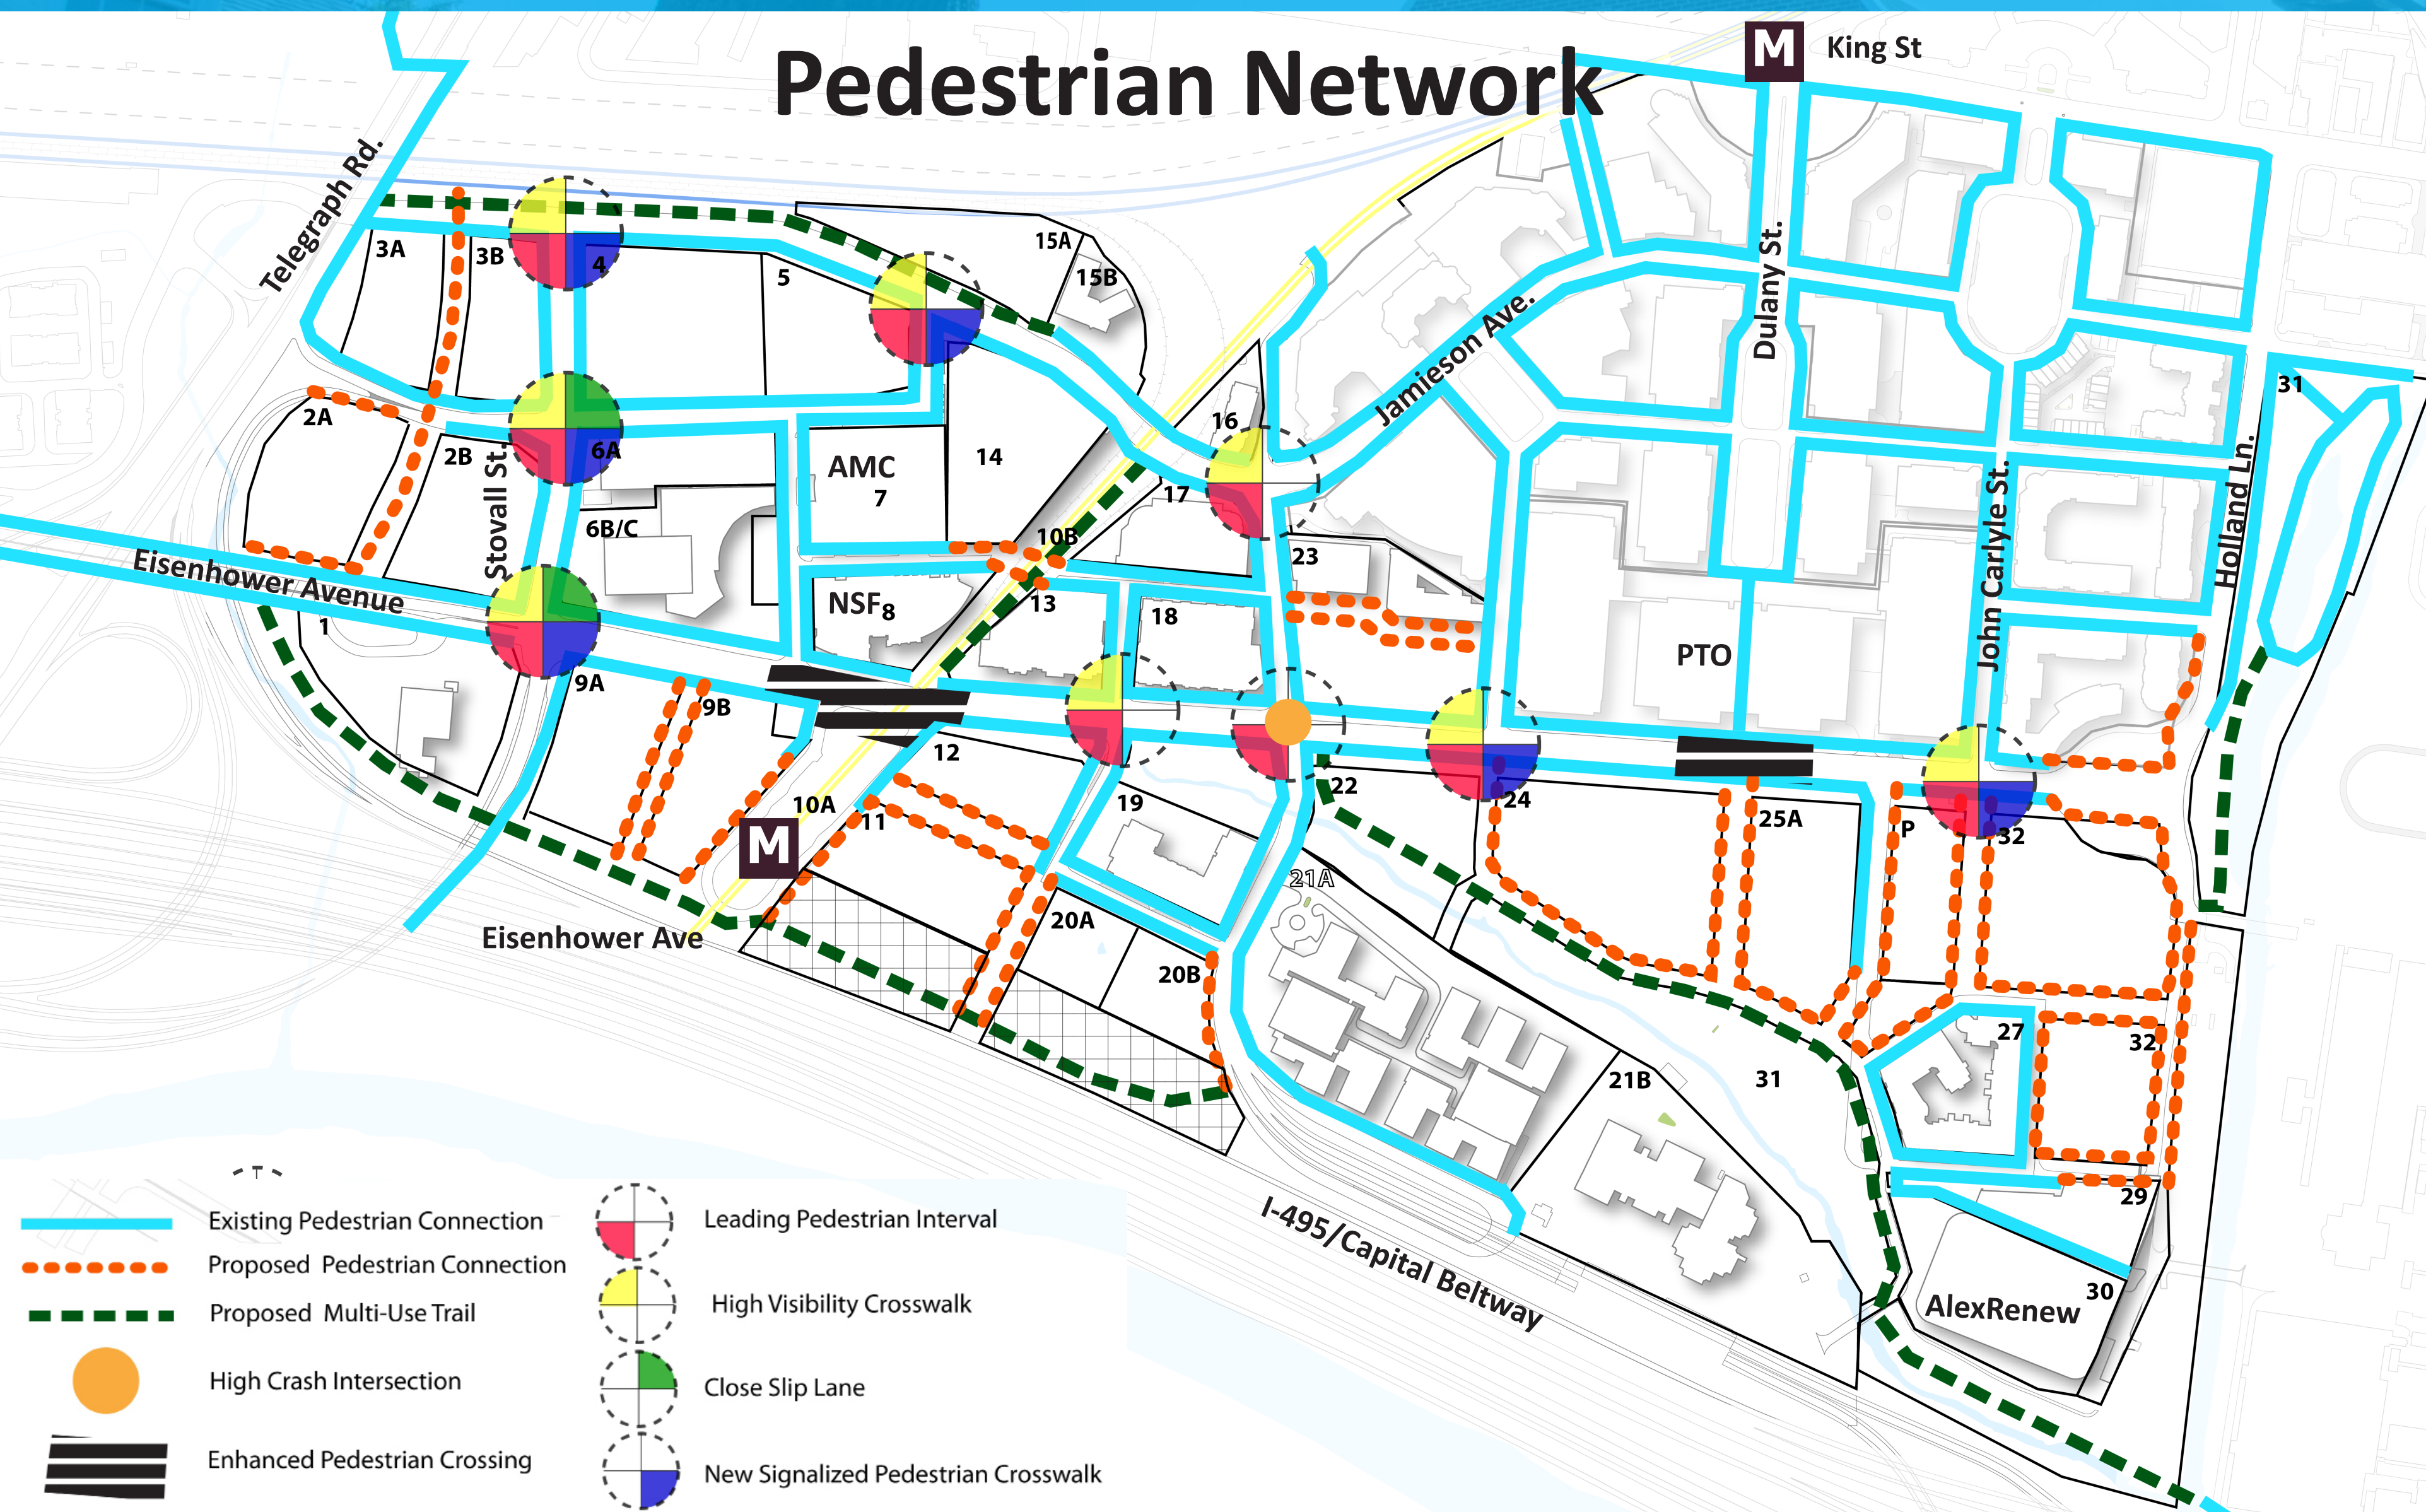 Pedestrian Network
M
King St
Telegraph Rd.
3A
3B
4
5
15A
15B
Dulany St.
Jamieson Ave.
31
2A
2B
Stovall St.
6A
6B/C
AMC
7
14
16
17
10B
23
John Carlyle St.
Holland Ln.
Eisenhower Avenue
1
NSF
8
13
18
PTO
9A
9B
12
22
24
25A
P
32
10A
M
11
19
21A
Eisenhower Ave
20A
20B
27
32
21B
31
29
30
AlexRenew
I-495/Capital Beltway
Existing Pedestrian Connection
Proposed Pedestrian Connection
Proposed Multi-Use Trail
High Crash Intersection
Enhanced Pedestrian Crossing
Leading Pedestrian Interval
High Visibility Crosswalk
Close Slip Lane
New Signalized Pedestrian Crosswalk